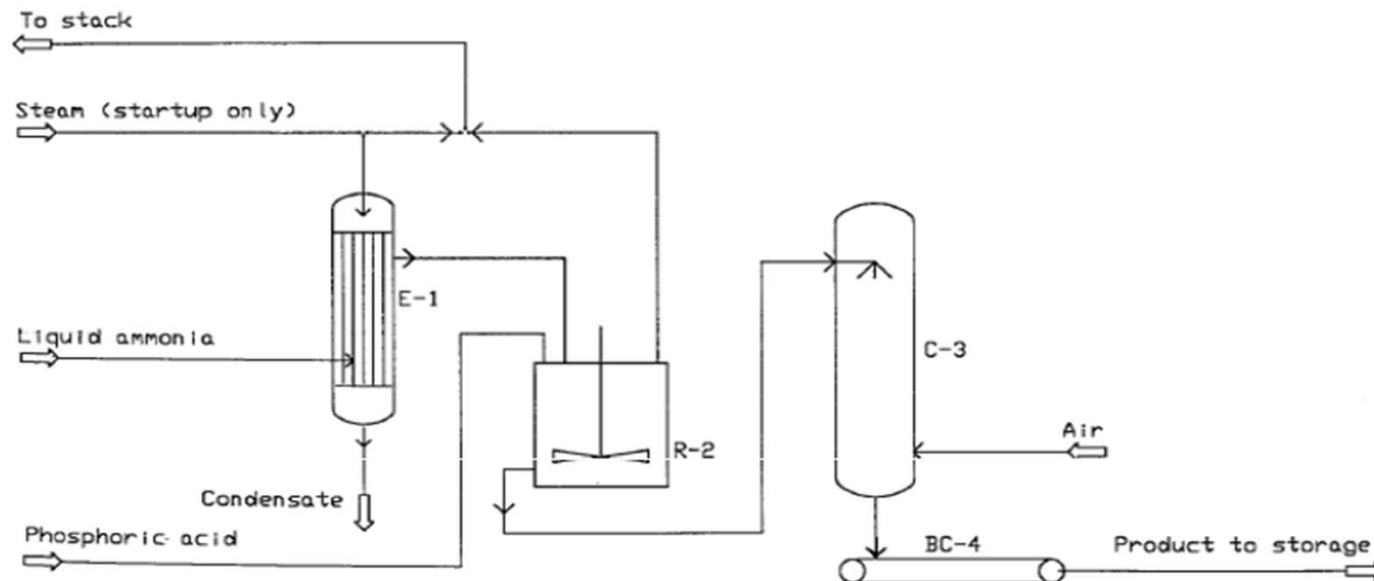 To stack
Steam (startup only)
E-1
Liquid ammonia
C-3
R-2
Air
Condensate
Phosphoric acid
BC-4
Product to storage